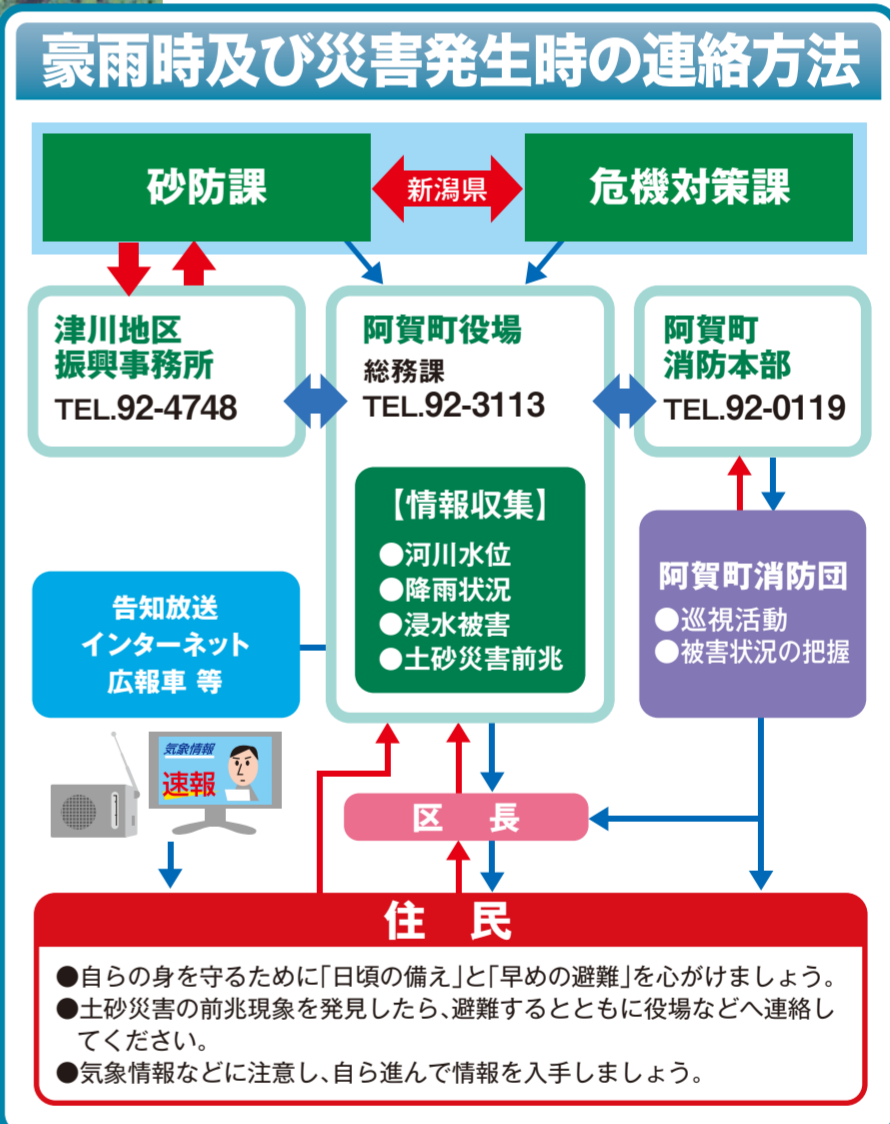 豪雨時及び災害発生時の連絡方法
砂防課
新潟県
危機対策課
津川地区
振興事務所
TEL.92-4748
阿賀町役場
総務課
TEL.92-3113
阿賀町
消防本部
TEL.92-0119
【情報収集】
●河川水位
●降雨状況
●浸水被害
●土砂災害前兆
阿賀町消防団
●巡視活動
●被害状況の把握
告知放送
インターネット
広報車 等
気象情報
速報
区 長
住 民
●自らの身を守るために「日頃の備え」と「早めの避難」を心がけましょう。
●土砂災害の前兆現象を発見したら、避難するとともに役場などへ連絡し
てください。
●気象情報などに注意し、自ら進んで情報を入手しましょう。